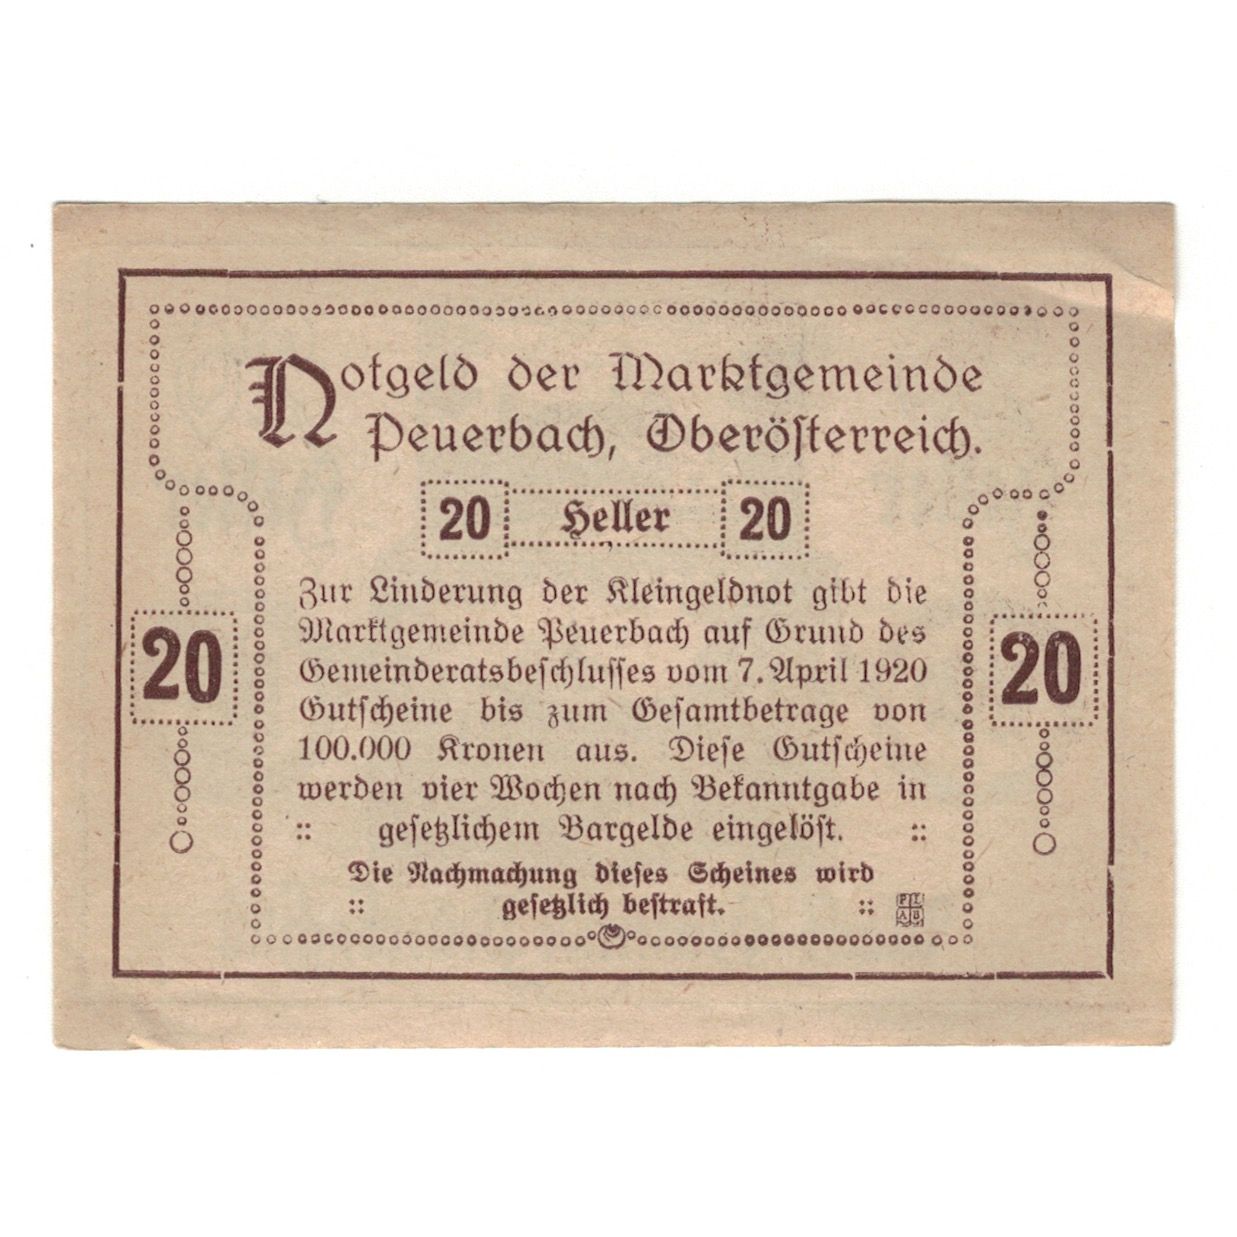 Notgeld der Marktgemeinde
Peuerbach, Oberösterreich.
20 Heller 20
Zur Linderung der Kleingeldnot gibt die
Marktgemeinde Peuerbach auf Grund des
Gemeinderatsbeschlusses vom 7. April 1920
20 Gutscheine bis zum Gesamtbetrage von 20
100.000 Kronen aus. Diese Gutscheine
werden vier Wochen nach Bekanntgabe in
:: gesetzlichem Bargelde eingelöst. ::
Die Nachmachung dieses Scheines wird
:: gesetzlich bestraft. ::